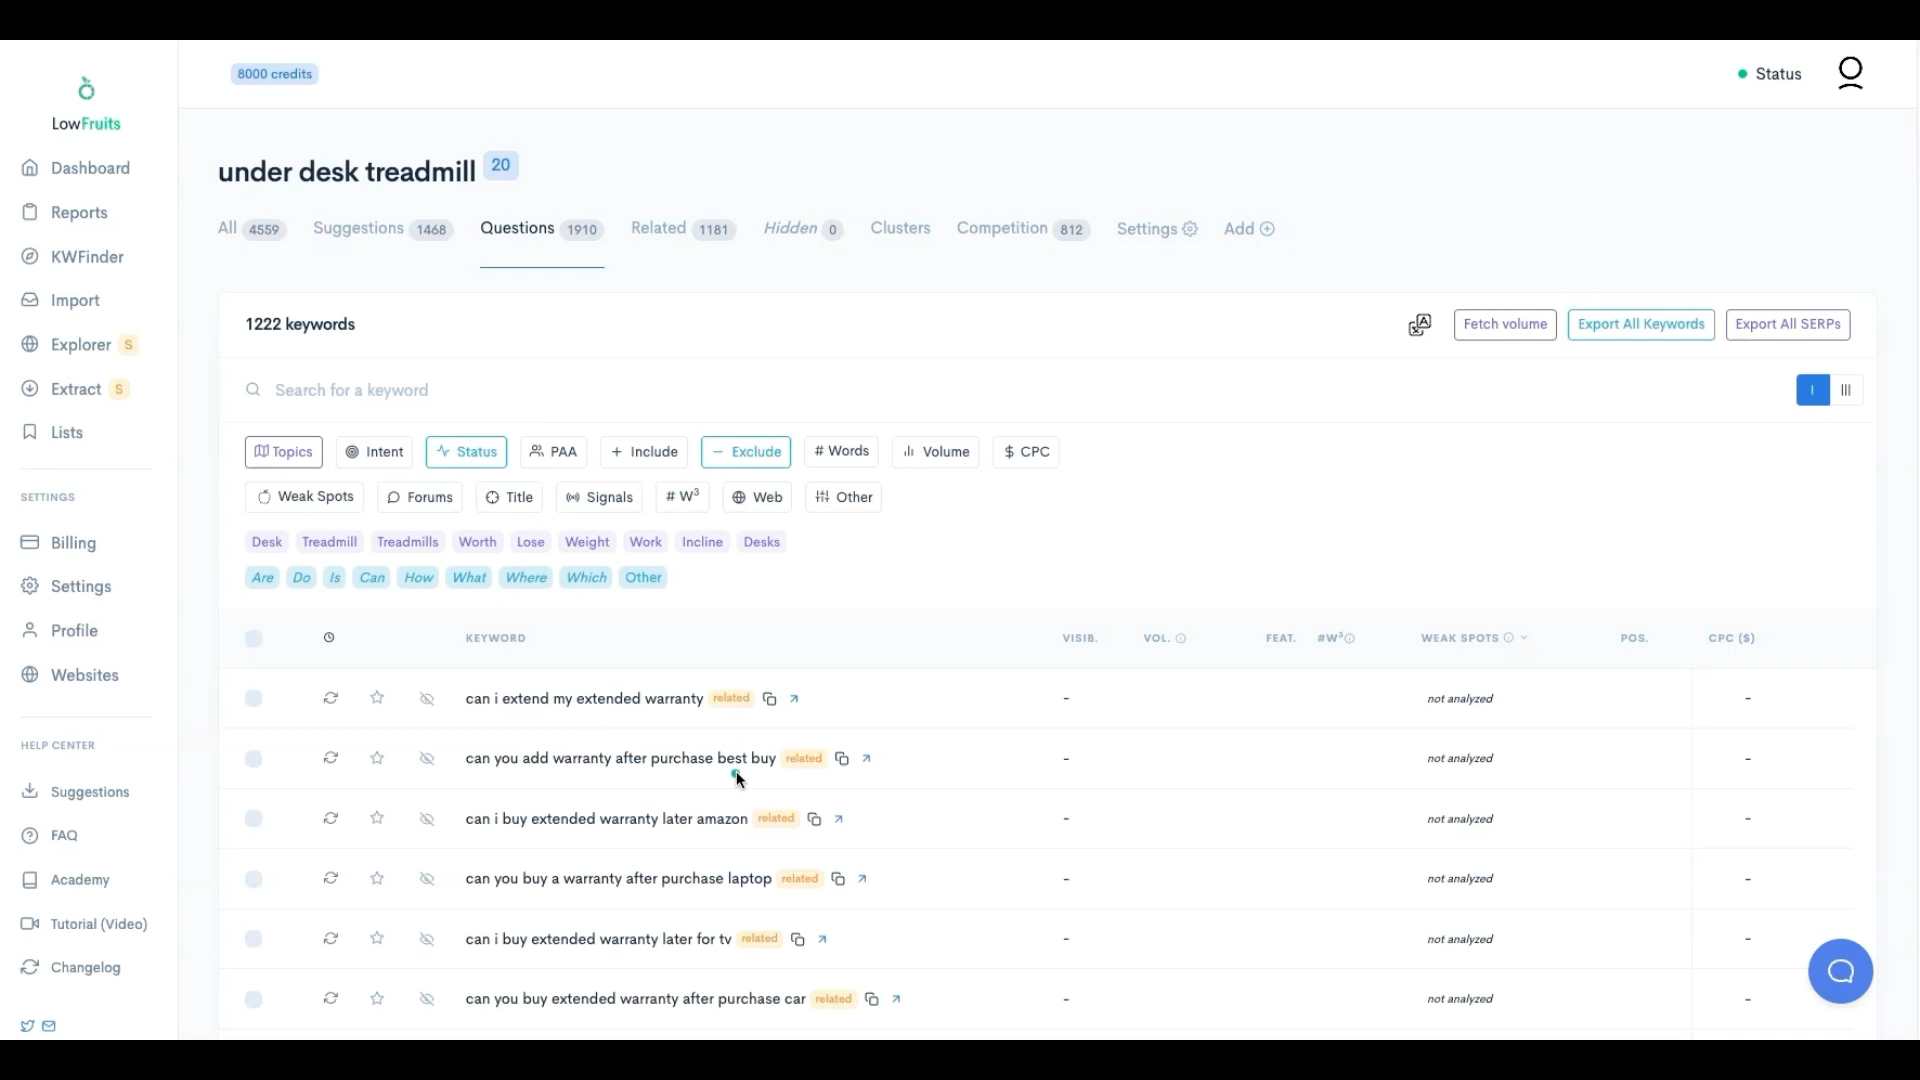 8000 credits
Status
LowFruits
Dashboard
Reports
KWFinder
Import
Explorer S
Extract S
Lists
SETTINGS
Billing
Settings
Profile
Websites
HELP CENTER
Suggestions
FAQ
Academy
Tutorial (Video)
Changelog
under desk treadmill 20
All 4559 Suggestions 1468 Questions 1910 Related 1181 Hidden 0 Clusters Competition 812 Settings Add
1222 keywords Fetch volume Export All Keywords Export All SERPs
Search for a keyword
Topics Intent Status PAA + Include − Exclude # Words Volume $ CPC
Weak Spots Forums Title Signals # W³ Web Other
Desk Treadmill Treadmills Worth Lose Weight Work Incline Desks
Are Do Is Can How What Where Which Other
KEYWORD VISIB. VOL. FEAT. #W³ WEAK SPOTS POS. CPC ($)
can i extend my extended warranty related - not analyzed -
can you add warranty after purchase best buy related - not analyzed -
can i buy extended warranty later amazon related - not analyzed -
can you buy a warranty after purchase laptop related - not analyzed -
can i buy extended warranty later for tv related - not analyzed -
can you buy extended warranty after purchase car related - not analyzed -